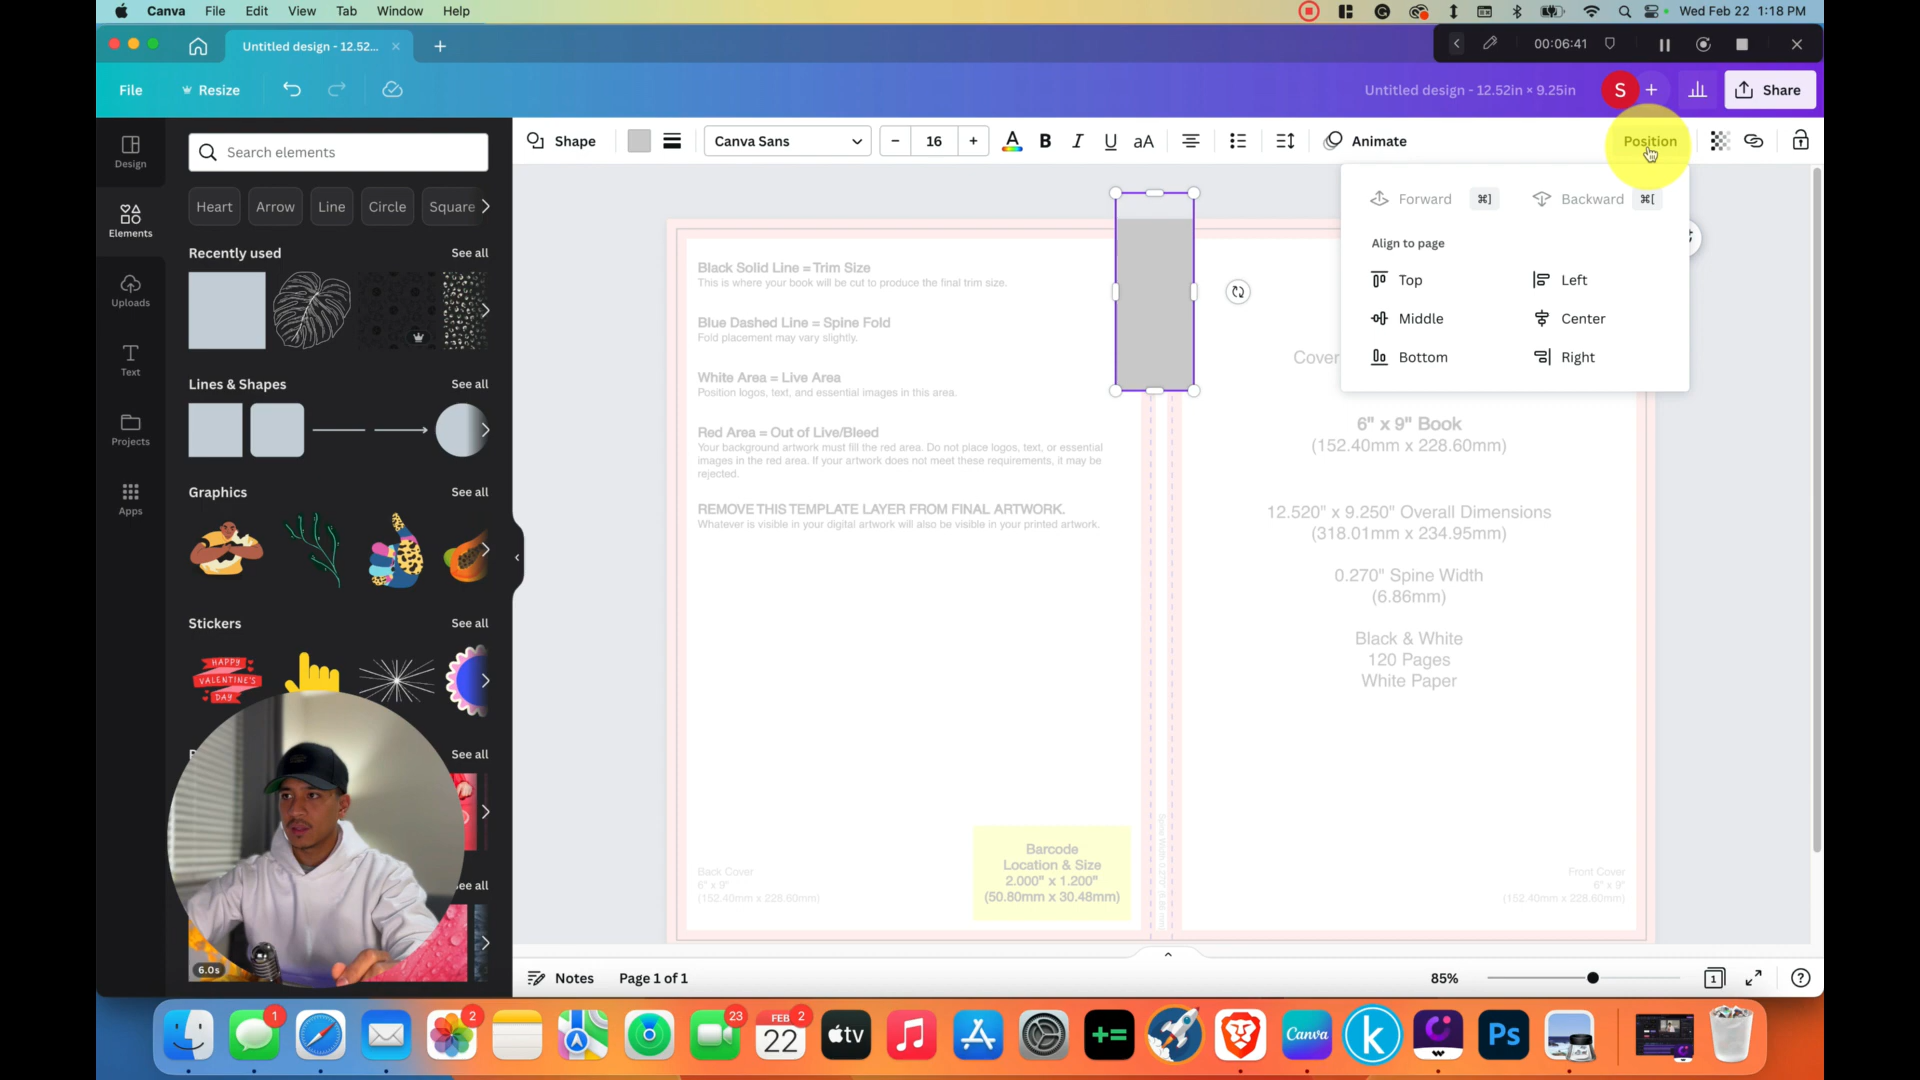 Canva File Edit View Tab Window Help
Wed Feb 22 1:18 PM
Untitled design - 12.52...
00:06:41
File Resize
Untitled design - 12.52in × 9.25in
S
Share
Design
Elements
Uploads
Text
Projects
Apps
Search elements
Heart Arrow Line Circle Square
Recently used See all
Lines & Shapes See all
Graphics See all
Stickers See all
HAPPY
VALENTINE'S
DAY
See all
ee all
6.0s
Shape
Canva Sans
16
A B I U aA
Animate
Position
Forward ⌘] Backward ⌘[
Align to page
Top Left
Middle Center
Bottom Right
Black Solid Line = Trim Size
This is where your book will be cut to produce the final trim size.
Blue Dashed Line = Spine Fold
Fold placement may vary slightly.
White Area = Live Area
Position logos, text, and essential images in this area.
Red Area = Out of Live/Bleed
Your background artwork must fill the red area. Do not place logos, text, or essential
images in the red area. If your artwork does not meet these requirements, it may be
rejected.
REMOVE THIS TEMPLATE LAYER FROM FINAL ARTWORK.
Whatever is visible in your digital artwork will also be visible in your printed artwork.
Back Cover
6" x 9"
(152.40mm x 228.60mm)
Barcode
Location & Size
2.000" x 1.200"
(50.80mm x 30.48mm)
Cover
6" x 9" Book
(152.40mm x 228.60mm)
12.520" x 9.250" Overall Dimensions
(318.01mm x 234.95mm)
0.270" Spine Width
(6.86mm)
Black & White
120 Pages
White Paper
Front Cover
6" x 9"
(152.40mm x 228.60mm)
Notes Page 1 of 1
85%
1
1
2
23
FEB 2
22
tv
Canva
k
Ps